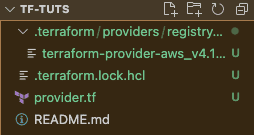 TF-TUTS
.terraform/providers/registry...
terraform-provider-aws_v4.1... U
.terraform.lock.hcl U
provider.tf U
README.md